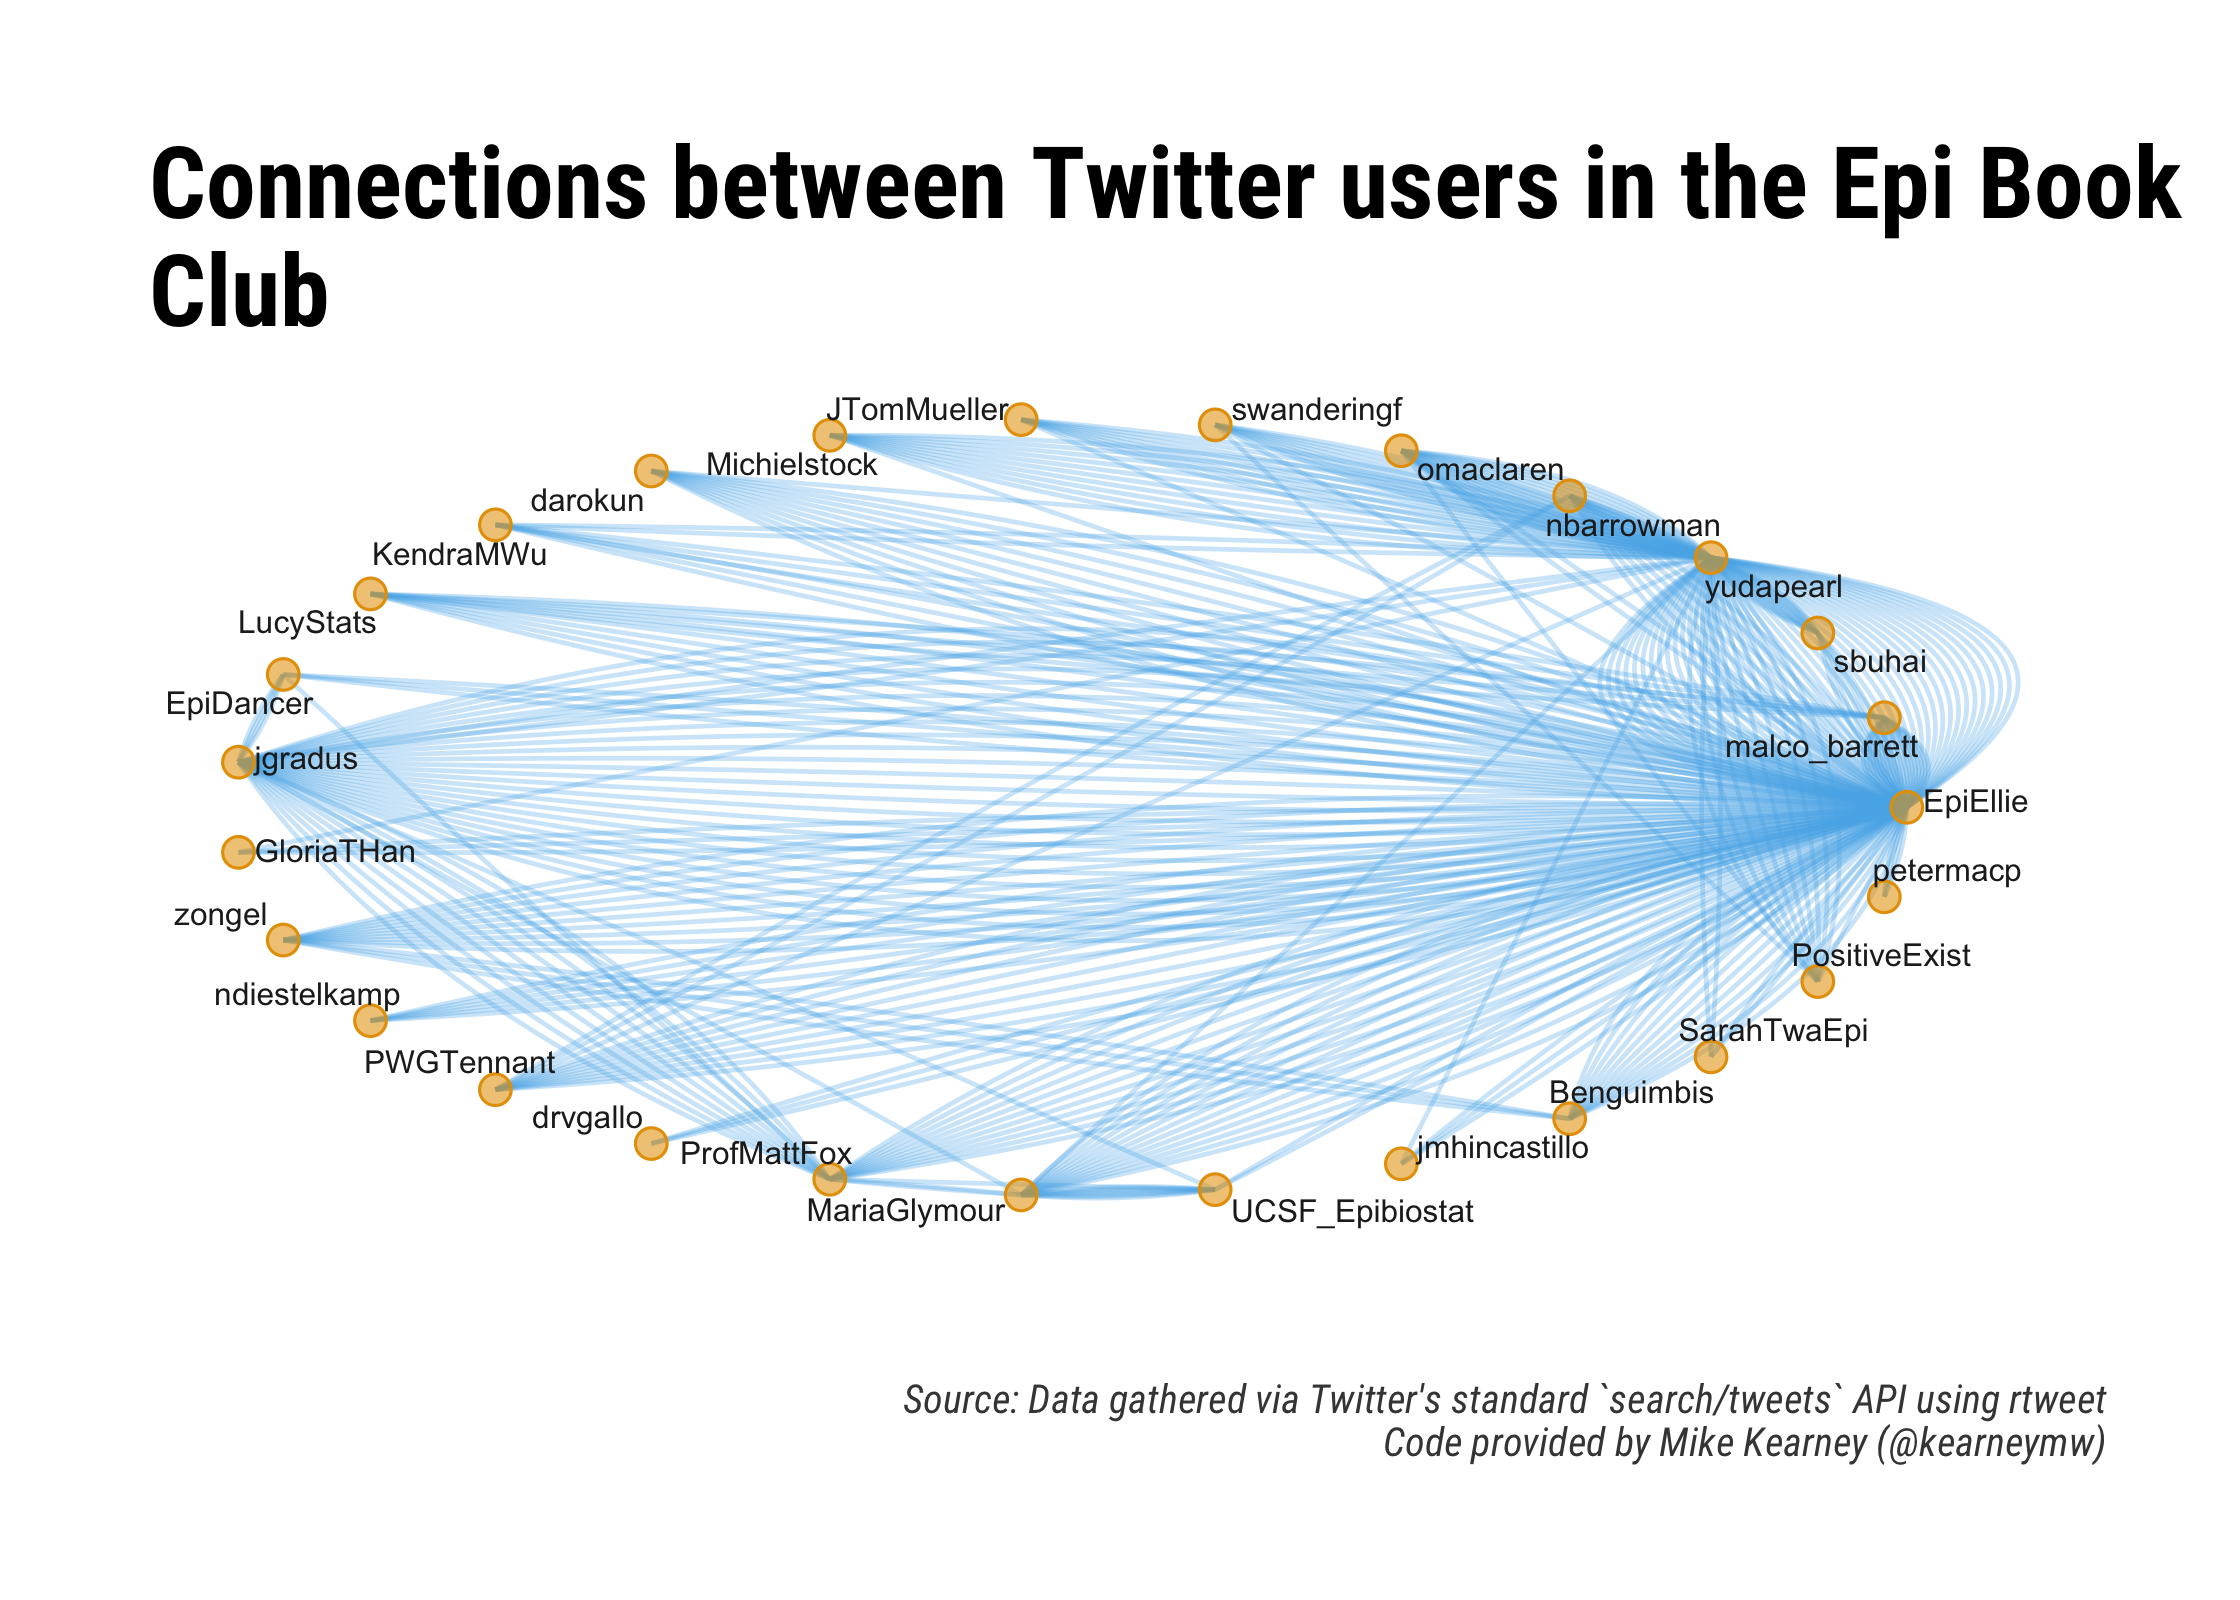 Connections between Twitter users in the Epi Book
Club
JTomMueller
swanderingf
Michielstock
omaclaren
darokun
nbarrowman
KendraMWu
yudapearl
LucyStats
sbuhai
EpiDancer
malco_barrett
jgradus
EpiEllie
GloriaTHan
petermacp
zongel
PositiveExist
ndiestelkamp
SarahTwaEpi
PWGTennant
Benguimbis
drvgallo
jmhincastillo
ProfMattFox
MariaGlymour
UCSF_Epibiostat
Source: Data gathered via Twitter's standard `search/tweets` API using rtweet
Code provided by Mike Kearney (@kearneymw)